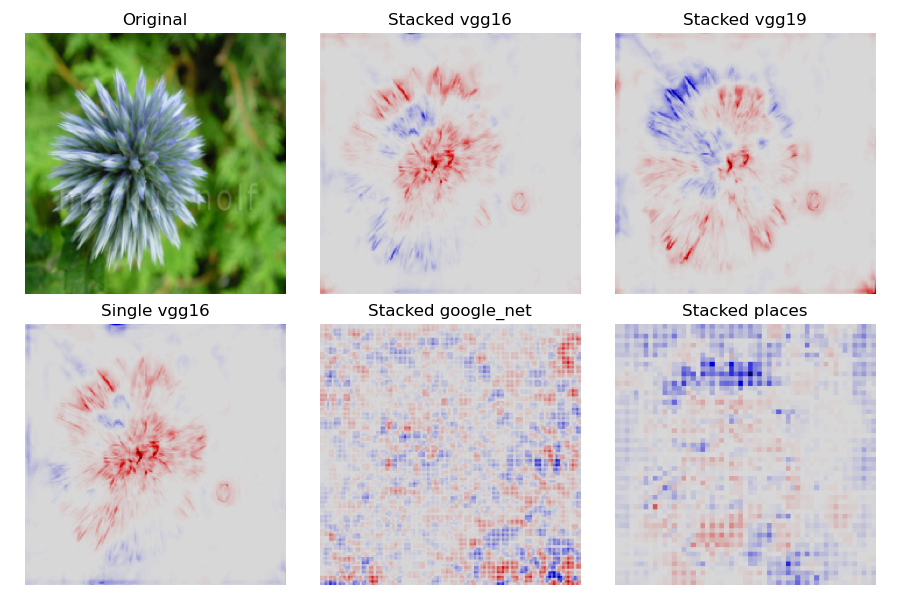 Original
Stacked vgg16
Stacked vgg19
Single vgg16
Stacked google_net
Stacked places